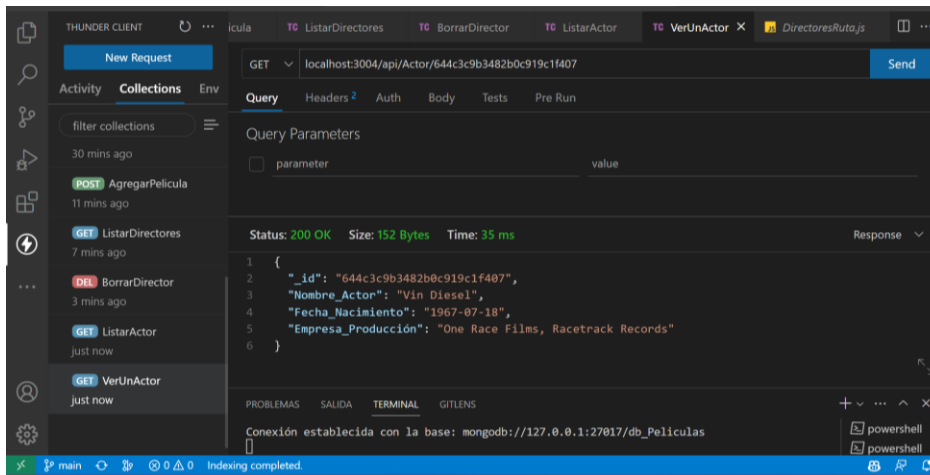 THUNDER CLIENT
New Request
Activity Collections Env
filter collections
30 mins ago
POST AgregarPelicula
11 mins ago
GET ListarDirectores
7 mins ago
DEL BorrarDirector
3 mins ago
GET ListarActor
just now
GET VerUnActor
just now
icula TC ListarDirectores TC BorrarDirector TC ListarActor TC VerUnActor JS DirectoresRuta.js
GET localhost:3004/api/Actor/644c3c9b3482b0c919c1f407 Send
Query Headers 2 Auth Body Tests Pre Run
Query Parameters
parameter value
Status: 200 OK Size: 152 Bytes Time: 35 ms Response
1 {
2 "_id": "644c3c9b3482b0c919c1f407",
3 "Nombre_Actor": "Vin Diesel",
4 "Fecha_Nacimiento": "1967-07-18",
5 "Empresa_Producción": "One Race Films, Racetrack Records"
6 }
PROBLEMAS SALIDA TERMINAL GITLENS
Conexión establecida con la base: mongodb://127.0.0.1:27017/db_Peliculas
powershell
powershell
main 0 0 Indexing completed.